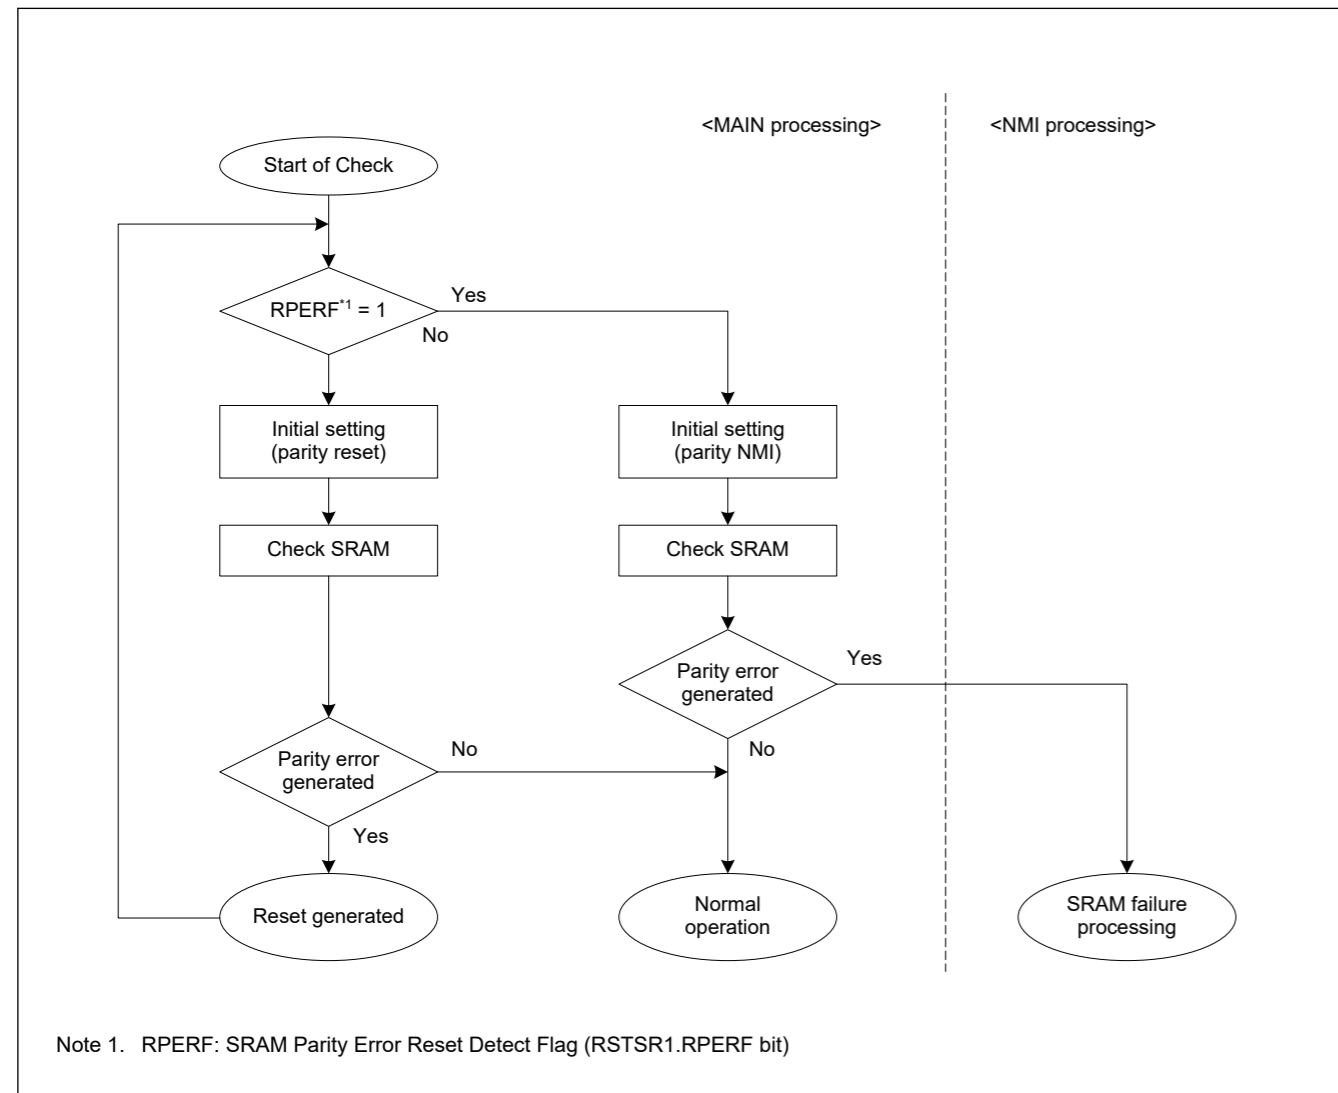 <MAIN processing>
<NMI processing>
Start of Check
RPERF*1 = 1
Yes
No
Initial setting
(parity reset)
Initial setting
(parity NMI)
Check SRAM
Check SRAM
Parity error
generated
Yes
No
Parity error
generated
No
Yes
Reset generated
Normal
operation
SRAM failure
processing
Note 1. RPERF: SRAM Parity Error Reset Detect Flag (RSTSR1.RPERF bit)